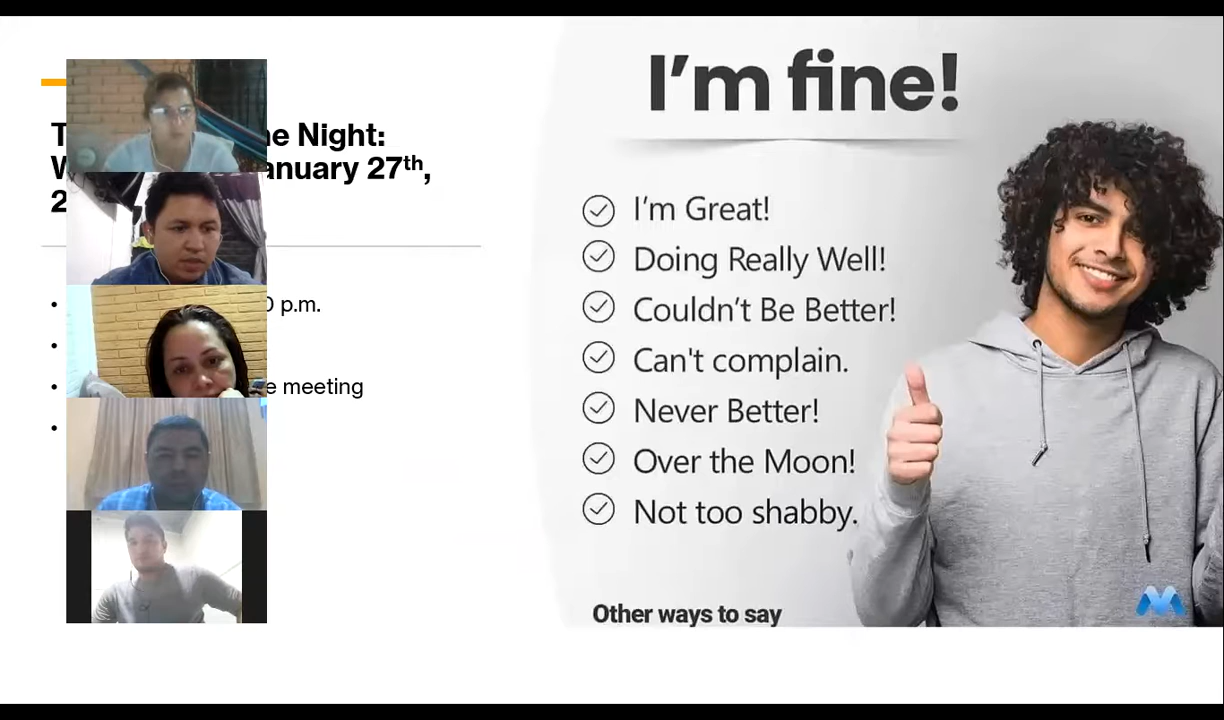 e Night:
anuary 27th,
p.m.
e meeting
I'm fine!
I'm Great!
Doing Really Well!
Couldn't Be Better!
Can't complain.
Never Better!
Over the Moon!
Not too shabby.
Other ways to say